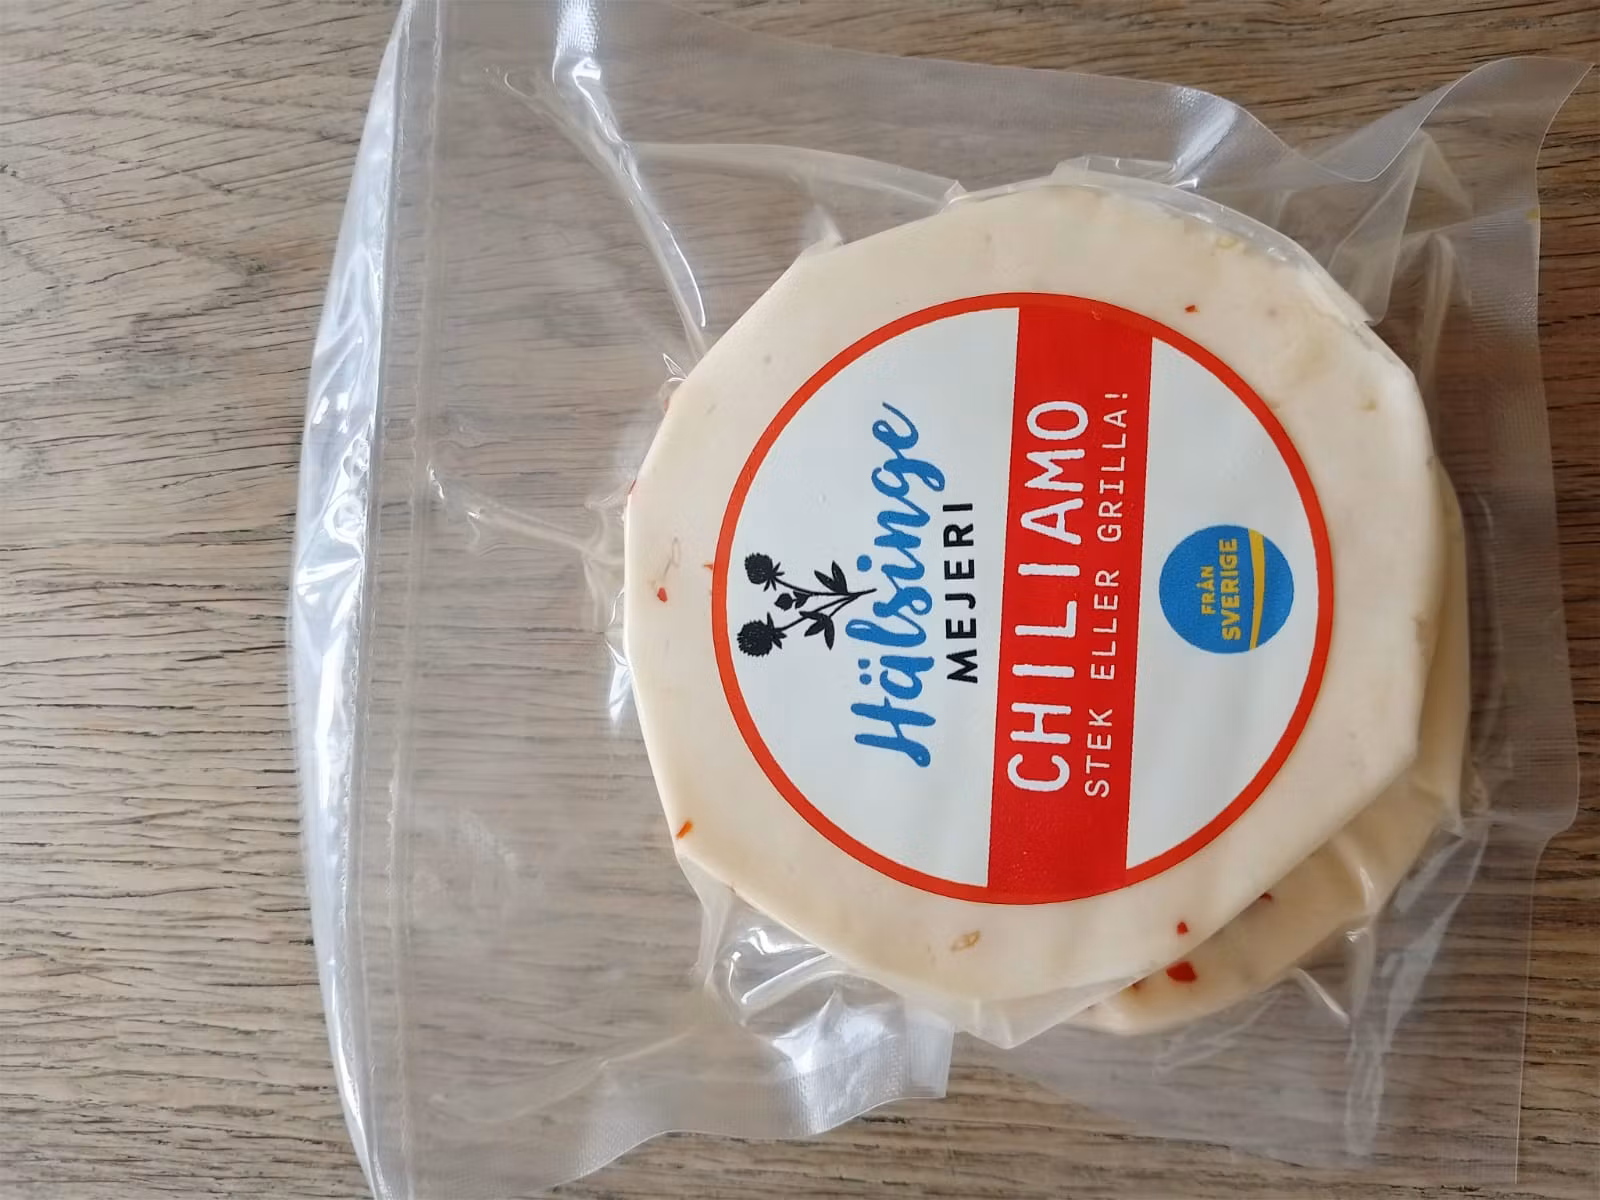 Hälsinge
MEJERI
CHILIAMO
STEK ELLER GRILLA!
FRÅN
SVERIGE